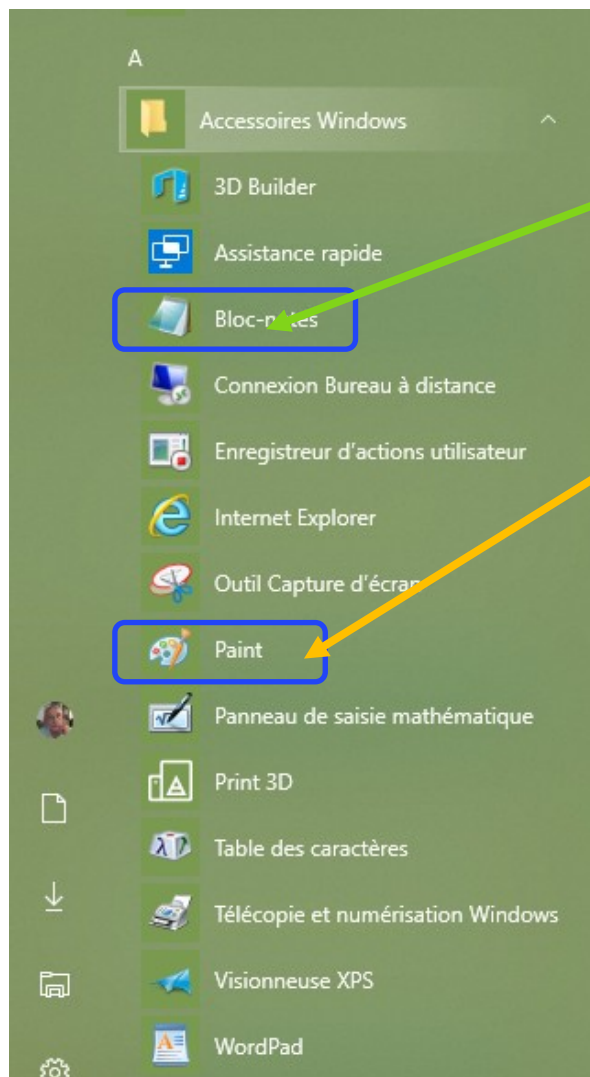 A
Accessoires Windows
3D Builder
Assistance rapide
Bloc-notes
Connexion Bureau à distance
Enregistreur d'actions utilisateur
Internet Explorer
Outil Capture d'écran
Paint
Panneau de saisie mathématique
Print 3D
Table des caractères
Télécopie et numérisation Windows
Visionneuse XPS
WordPad